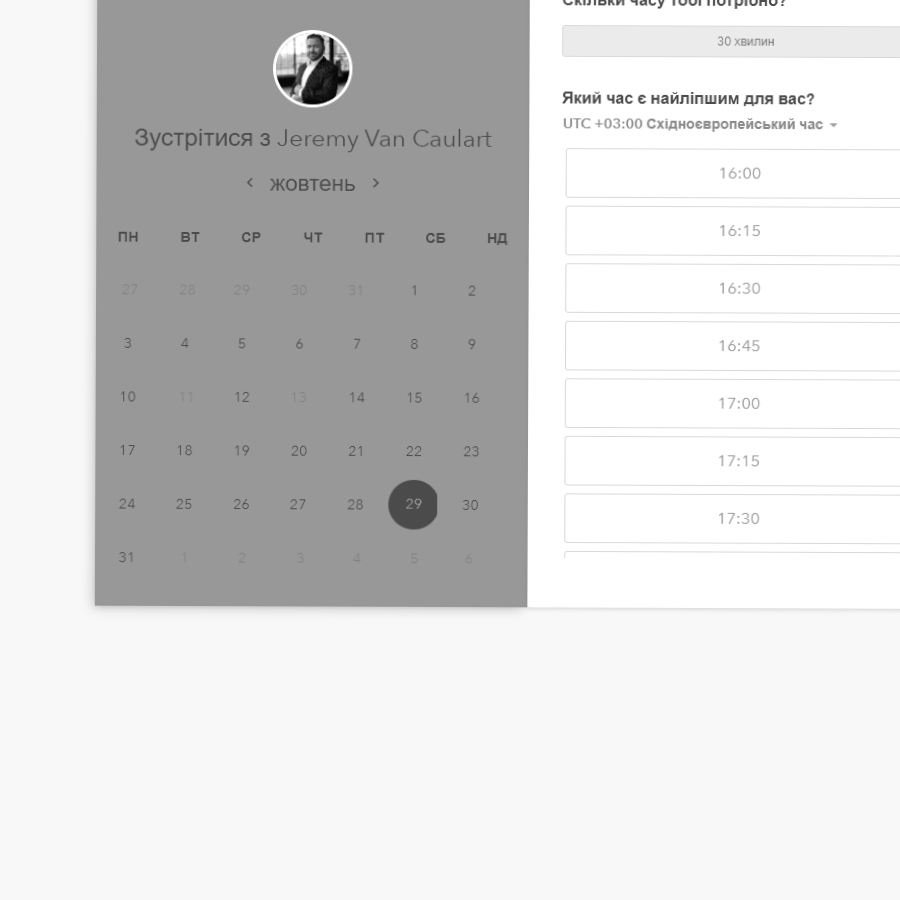 Зустрітися з Jeremy Van Caulart
‹ жовтень ›
ПН ВТ СР ЧТ ПТ СБ НД
27 28 29 30 31 1 2
3 4 5 6 7 8 9
10 11 12 13 14 15 16
17 18 19 20 21 22 23
24 25 26 27 28 29 30
31 1 2 3 4 5 6
Скільки часу тобі потрібно?
30 хвилин
Який час є найліпшим для вас?
UTC +03:00 Східноєвропейський час
16:00
16:15
16:30
16:45
17:00
17:15
17:30